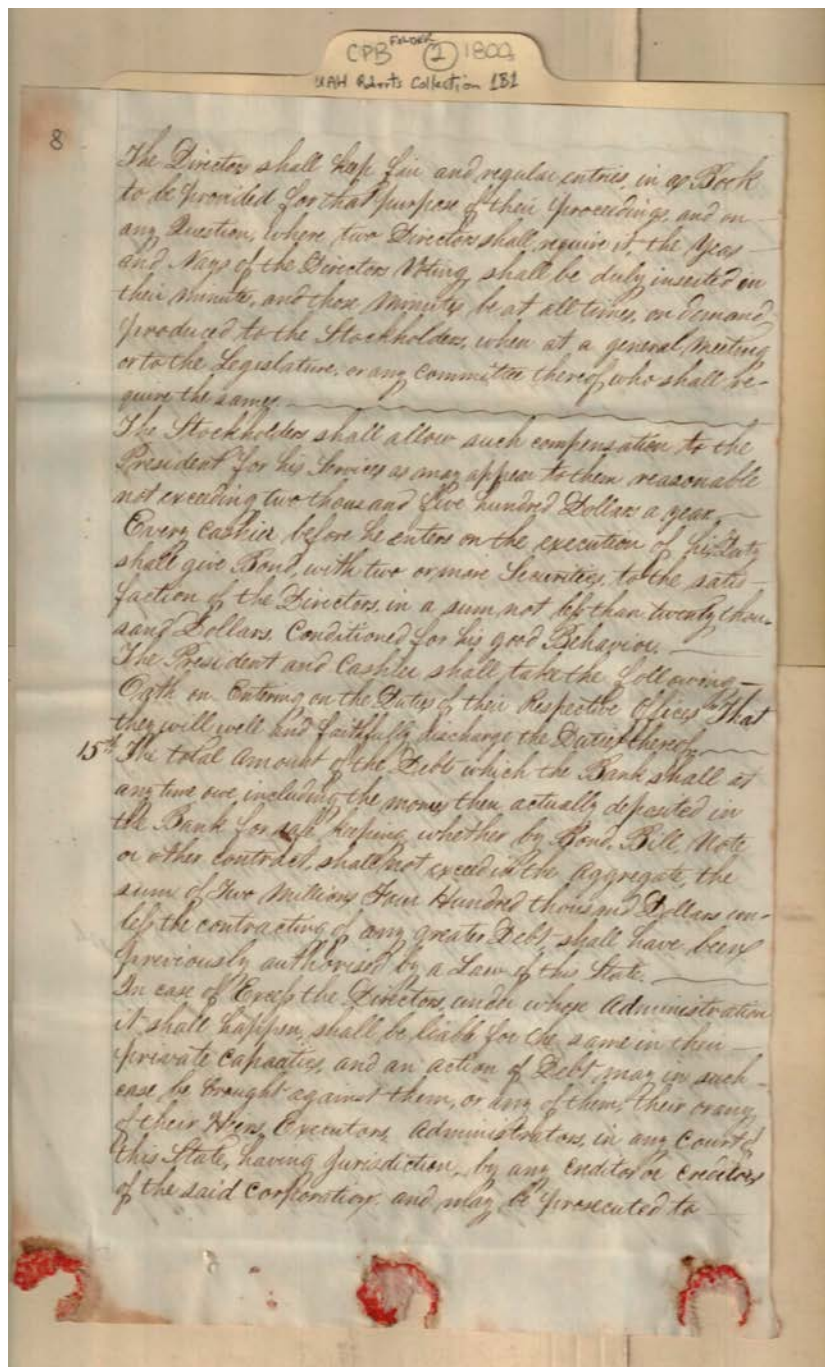 CPB FOLDER 2 1800s
UAH Roberts Collection 1B1
8
The Directors shall keep fair and regular entries, in a Book
to be provided for that purpose of their proceedings, and on
any Question, where two Directors shall require it, the Yeas
and Nays of the Directors Voting, shall be duly inserted in
their minutes, and those minutes be at all times, on demand,
produced to the Stockholders, when at a general meeting
or to the Legislature, or any Committee thereof, who shall re-
quire the same.
The Stockholders shall allow such compensation to the
President for his Services as may appear to them reasonable
not exceeding two thousand five hundred Dollars a year.
Every Cashier before he enters on the execution of his Duty
shall give Bond, with two or more Securities, to the satis-
faction of the Directors, in a sum not less than twenty thou-
sand Dollars, Conditioned for his good Behavior.
The President and Cashier shall take the following
Oath on Entering on the Duties of their Respective Offices That
they will well and faithfully discharge the Duties thereof.
15th The total amount of the Debt which the Bank shall at
any time owe including the money then actually deposited in
the Bank for safe keeping whether by Bond, Bill, Note
or other contract, shall not exceed in the aggregate, the
sum of Two Millions Four Hundred thousand Dollars un-
less the contracting of any greater Debt, shall have been
previously authorised by a Law of this State.
In case of Excess the Directors, under whose Administration
it shall happen, shall be liable for the same in their
private Capacities, and an action of Debt may in such
case be brought against them, or any of them, their or any
of their Heirs, Executors, Administrators, in any Court of
this State, having Jurisdiction, by any Creditor or Creditors
of the said Corporation, and may be prosecuted to